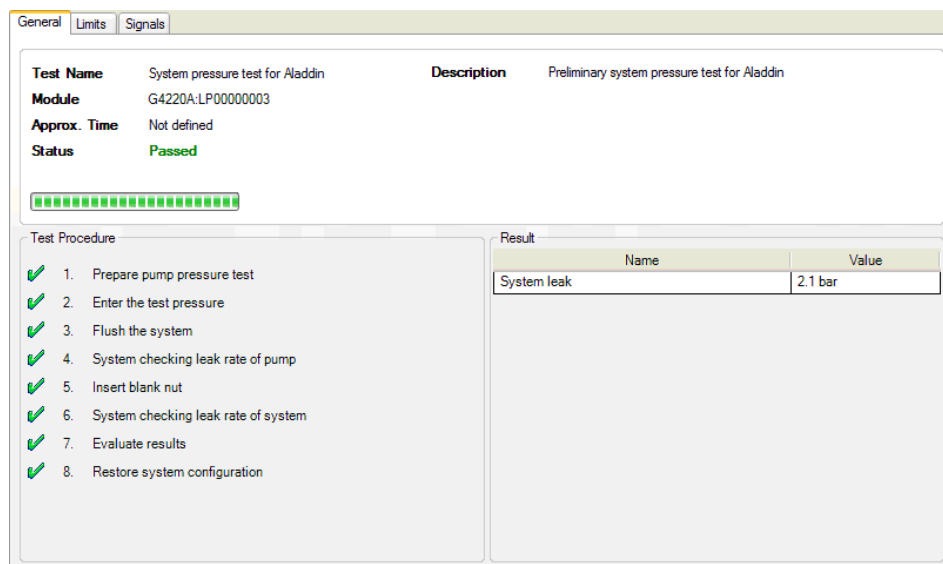 General Limits Signals
Test Name System pressure test for Aladdin Description Preliminary system pressure test for Aladdin
Module G4220A:LP00000003
Approx. Time Not defined
Status Passed
Test Procedure
1. Prepare pump pressure test
2. Enter the test pressure
3. Flush the system
4. System checking leak rate of pump
5. Insert blank nut
6. System checking leak rate of system
7. Evaluate results
8. Restore system configuration
Result
Name Value
System leak 2.1 bar